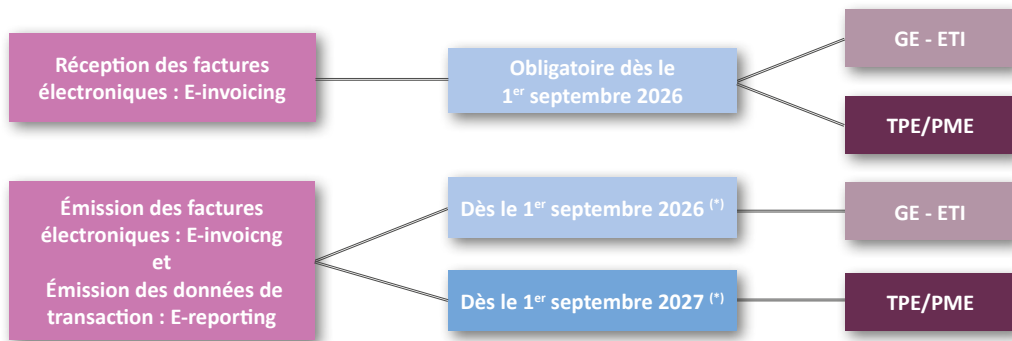 Réception des factures
électroniques : E-invoicing
Obligatoire dès le
1er septembre 2026
GE - ETI
TPE/PME
Émission des factures
électroniques : E-invoicng
et
Émission des données de
transaction : E-reporting
Dès le 1er septembre 2026 (*)
GE - ETI
Dès le 1er septembre 2027 (*)
TPE/PME